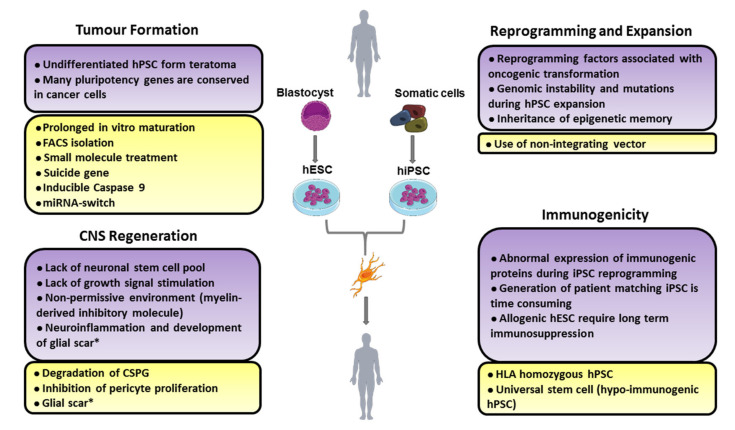 Tumour Formation
● Undifferentiated hPSC form teratoma
● Many pluripotency genes are conserved
in cancer cells
● Prolonged in vitro maturation
● FACS isolation
● Small molecule treatment
● Suicide gene
● Inducible Caspase 9
● miRNA-switch
CNS Regeneration
● Lack of neuronal stem cell pool
● Lack of growth signal stimulation
● Non-permissive environment (myelin-
derived inhibitory molecule)
● Neuroinflammation and development
of glial scar*
● Degradation of CSPG
● Inhibition of pericyte proliferation
● Glial scar*
Blastocyst
Somatic cells
hESC
hiPSC
Reprogramming and Expansion
● Reprogramming factors associated with
oncogenic transformation
● Genomic instability and mutations
during hPSC expansion
● Inheritance of epigenetic memory
● Use of non-integrating vector
Immunogenicity
● Abnormal expression of immunogenic
proteins during iPSC reprogramming
● Generation of patient matching iPSC is
time consuming
● Allogenic hESC require long term
immunosuppression
● HLA homozygous hPSC
● Universal stem cell (hypo-immunogenic
hPSC)